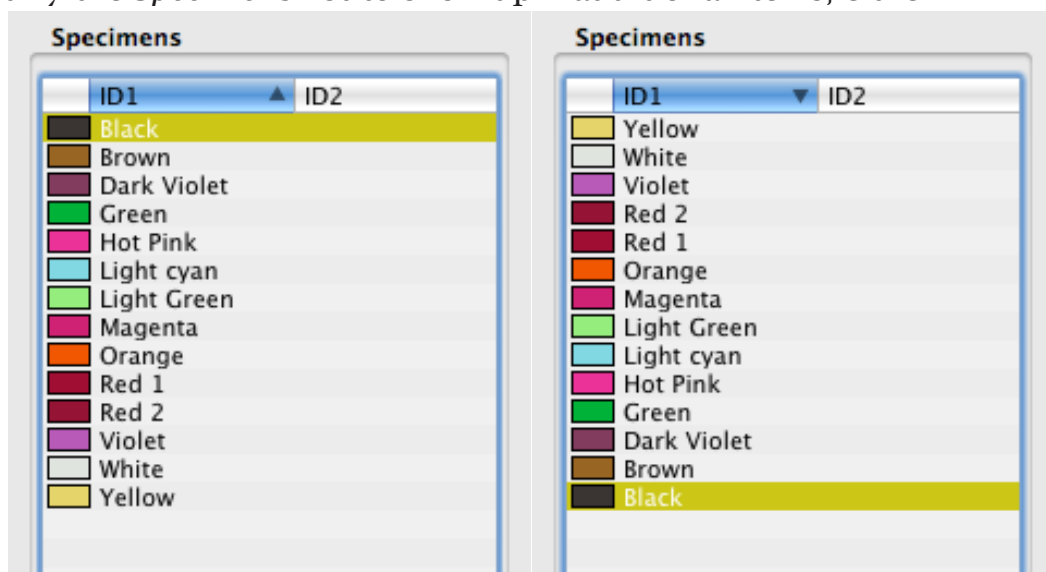 Specimens
ID1 ▲ ID2
Black
Brown
Dark Violet
Green
Hot Pink
Light cyan
Light Green
Magenta
Orange
Red 1
Red 2
Violet
White
Yellow
Specimens
ID1 ▼ ID2
Yellow
White
Violet
Red 2
Red 1
Orange
Magenta
Light Green
Light cyan
Hot Pink
Green
Dark Violet
Brown
Black